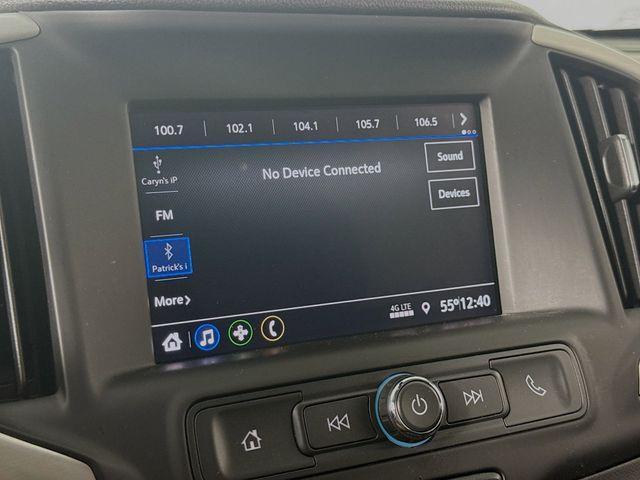 100.7 102.1 104.1 105.7 106.5
Caryn's iP
No Device Connected
Sound
FM
Devices
Patrick's i
More
4G LTE
55° 12:40